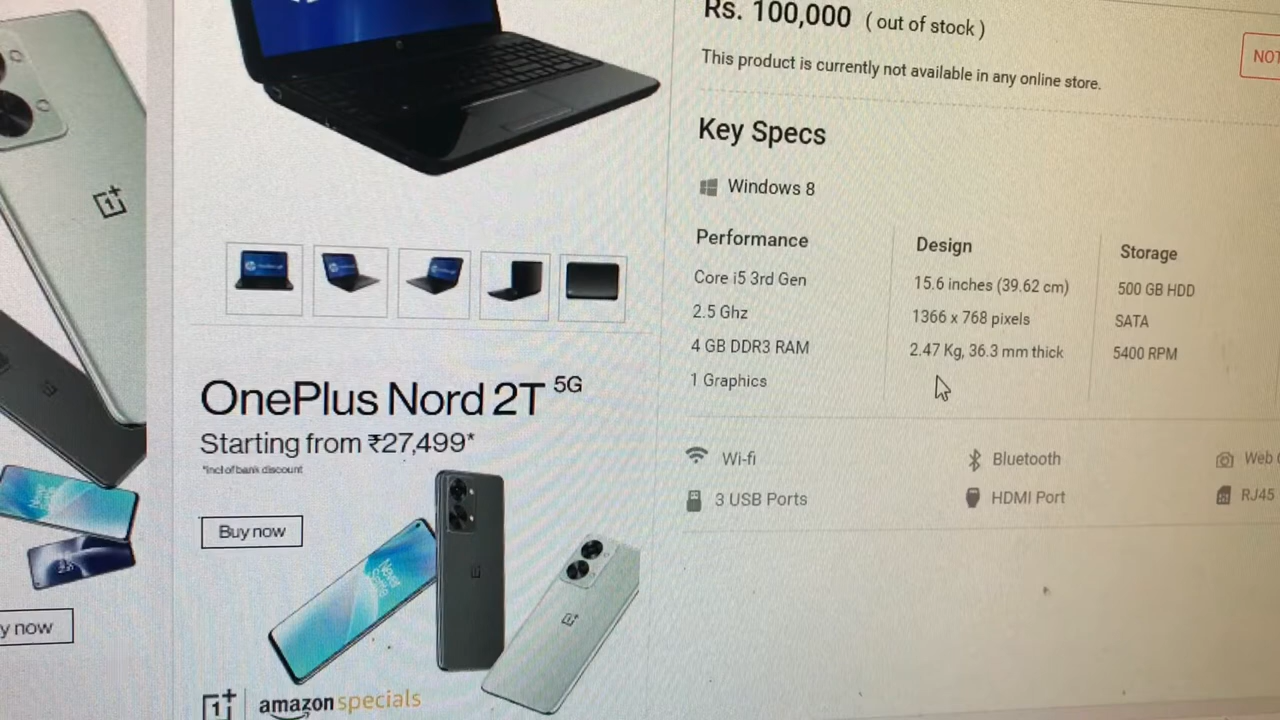 Rs. 100,000 ( out of stock )
This product is currently not available in any online store.
NOT
Key Specs
Windows 8
Performance
Core i5 3rd Gen
2.5 Ghz
4 GB DDR3 RAM
1 Graphics
Design
15.6 inches (39.62 cm)
1366 x 768 pixels
2.47 Kg, 36.3 mm thick
Storage
500 GB HDD
SATA
5400 RPM
Wi-fi
Bluetooth
Web
3 USB Ports
HDMI Port
RJ45
OnePlus Nord 2T 5G
Starting from ₹27,499*
*incl of bank discount
Buy now
Never
Settle
amazon specials
y now